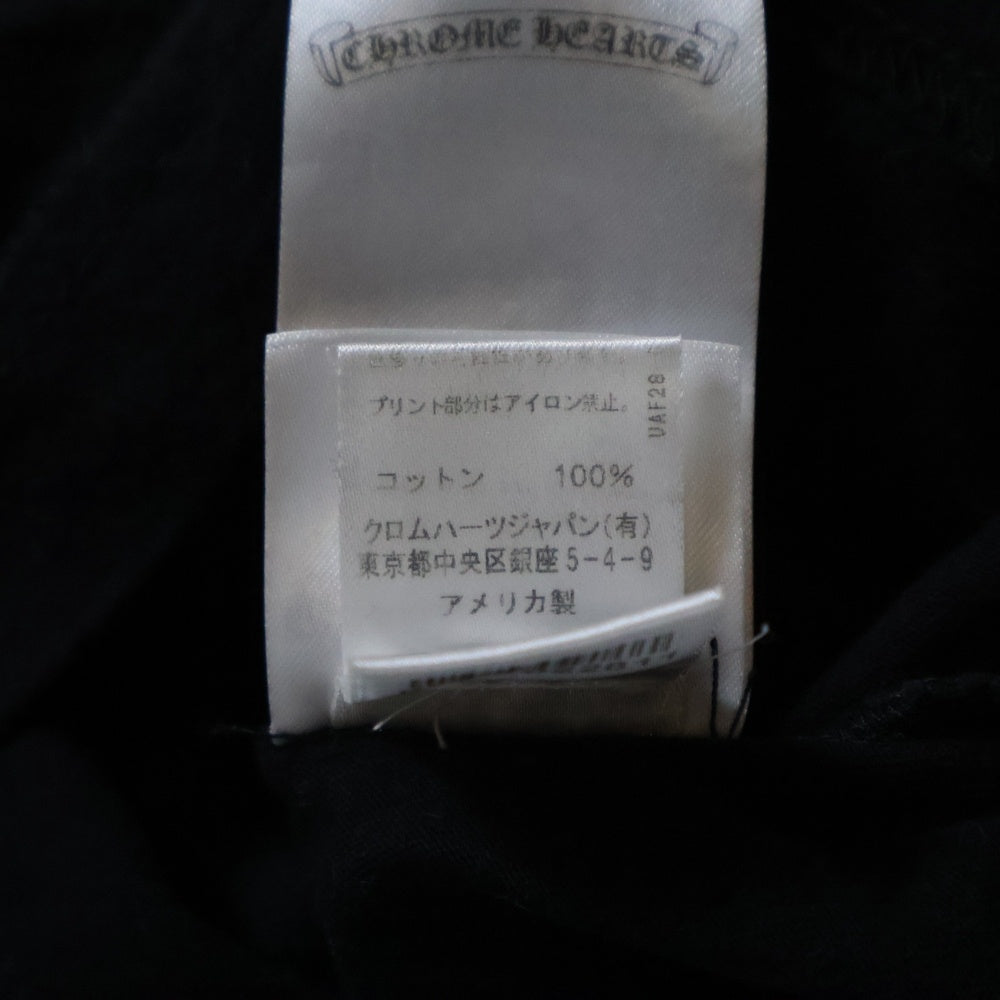 CHROME HEARTS
プリント部分はアイロン禁止。
UAF28
コットン 100%
クロムハーツジャパン(有)
東京都中央区銀座5-4-9
アメリカ製